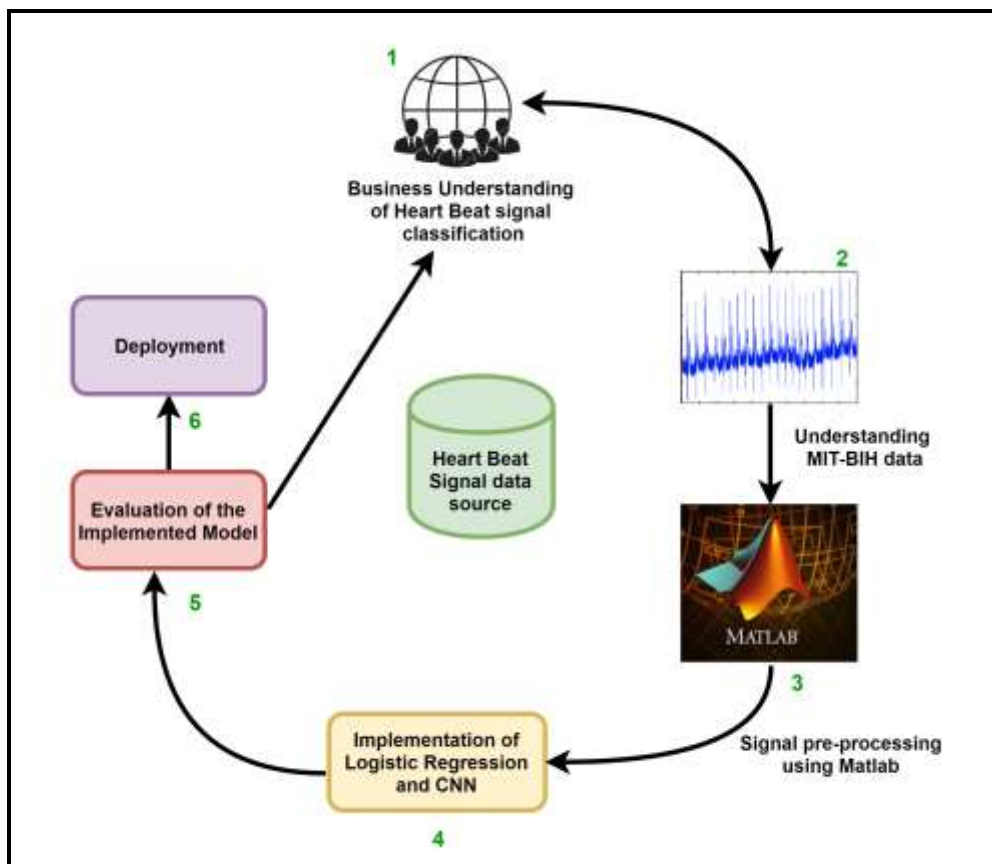 1
Business Understanding
of Heart Beat signal
classification
2
Understanding
MIT-BIH data
MATLAB
3
Signal pre-processing
using Matlab
Implementation of
Logistic Regression
and CNN
4
5
Evaluation of the
Implemented Model
6
Deployment
Heart Beat
Signal data
source